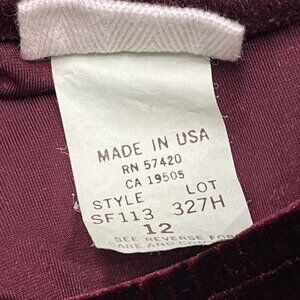 MADE IN USA
RN 57420
CA 19505
STYLE LOT
SF113 327H
12
SEE REVERSE FOR
CARE AND